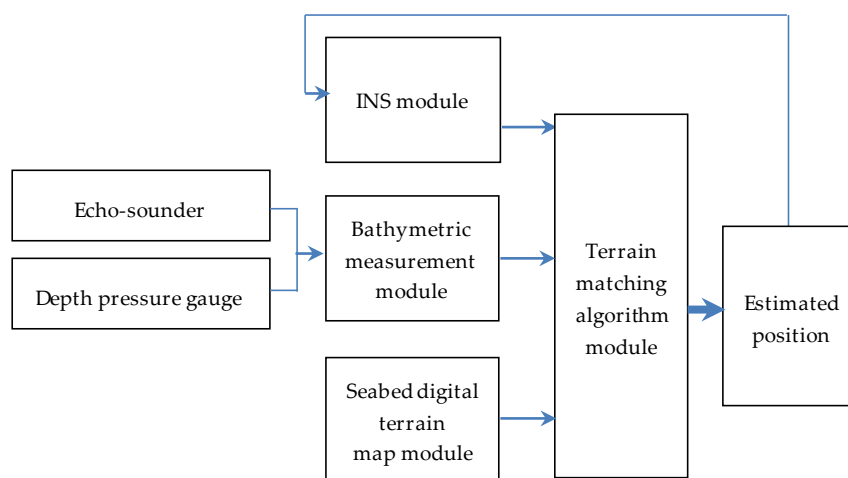 INS module
Echo-sounder
Depth pressure gauge
Bathymetric
measurement
module
Seabed digital
terrain
map module
Terrain
matching
algorithm
module
Estimated
position